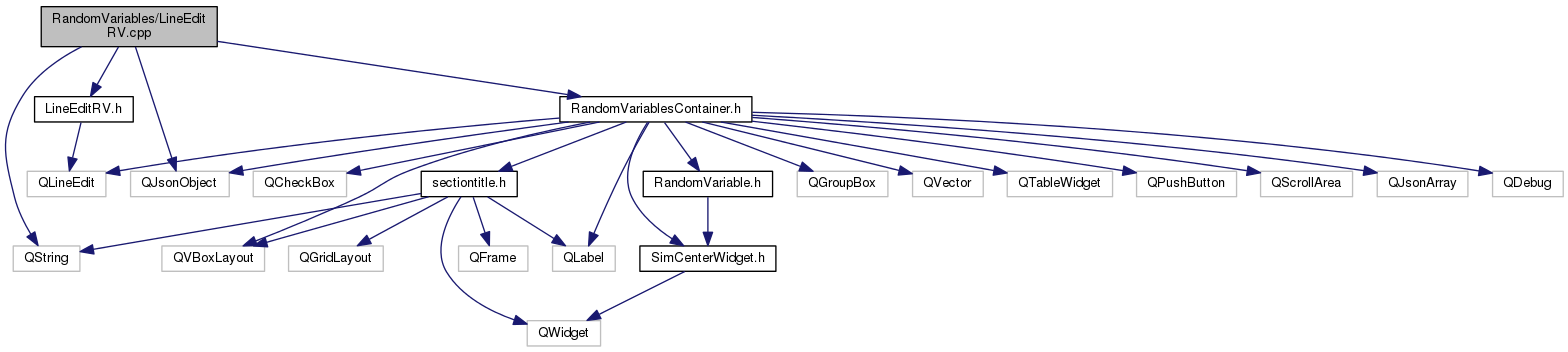 RandomVariables/LineEdit
RV.cpp
LineEditRV.h
RandomVariablesContainer.h
QLineEdit
QJsonObject
QCheckBox
sectiontitle.h
RandomVariable.h
QGroupBox
QVector
QTableWidget
QPushButton
QScrollArea
QJsonArray
QDebug
QString
QVBoxLayout
QGridLayout
QFrame
QLabel
SimCenterWidget.h
QWidget